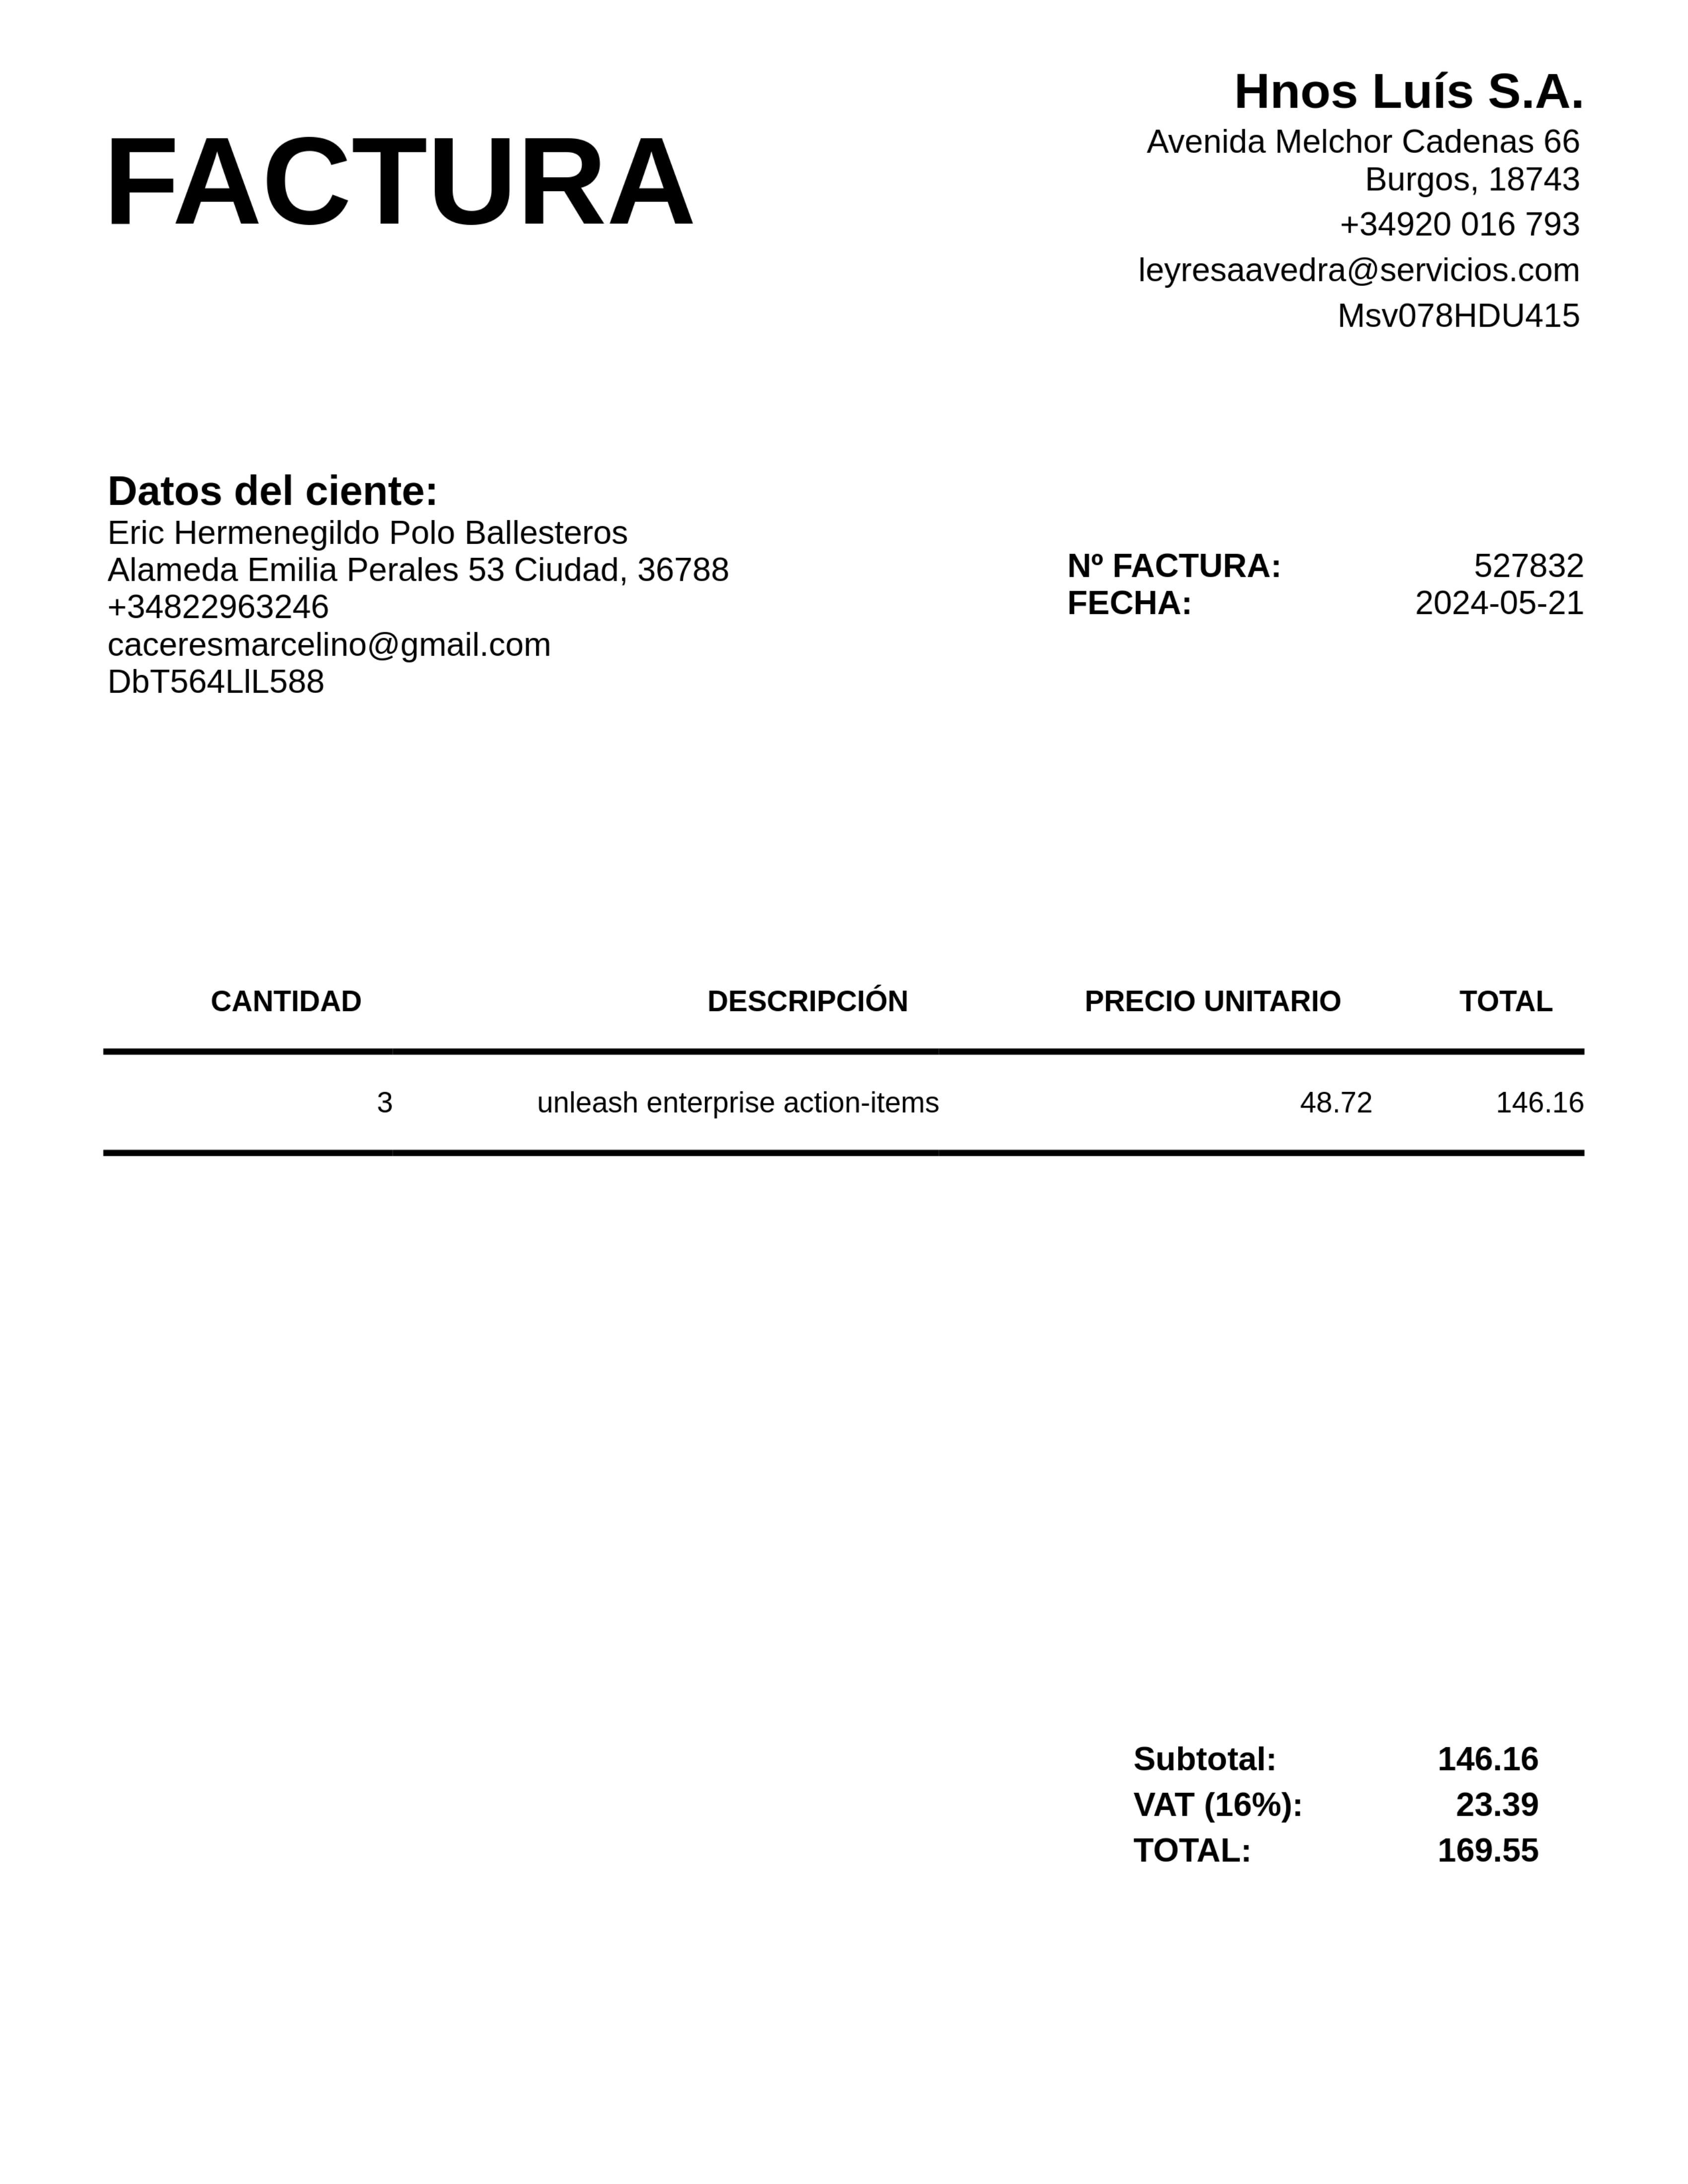 FACTURA
Hnos Luís S.A.
Avenida Melchor Cadenas 66
Burgos, 18743
+34920 016 793
leyresaavedra@servicios.com
Msv078HDU415
Datos del ciente:
Eric Hermenegildo Polo Ballesteros
Alameda Emilia Perales 53 Ciudad, 36788
+34822963246
caceresmarcelino@gmail.com
DbT564LlL588
Nº FACTURA: 527832
FECHA: 2024-05-21
CANTIDAD DESCRIPCIÓN PRECIO UNITARIO TOTAL
3 unleash enterprise action-items 48.72 146.16
Subtotal: 146.16
VAT (16%): 23.39
TOTAL: 169.55